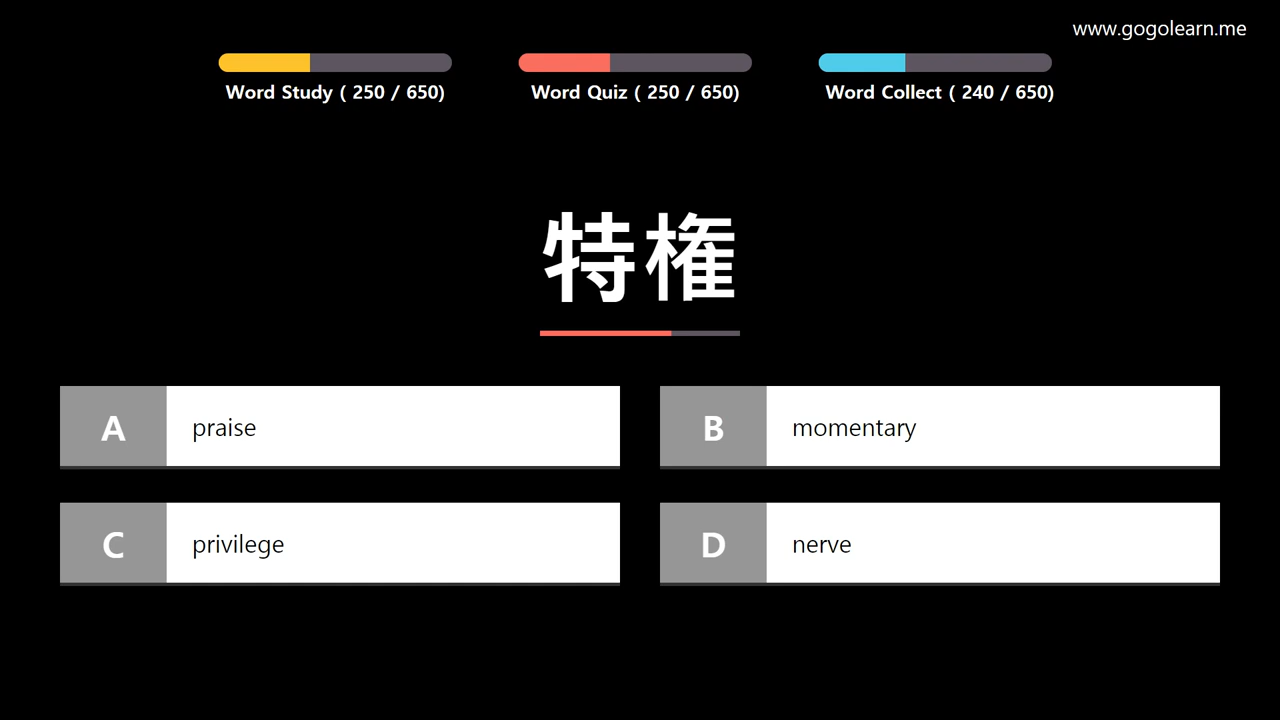 www.gogolearn.me
Word Study ( 250 / 650)
Word Quiz ( 250 / 650)
Word Collect ( 240 / 650)
特権
A praise
B momentary
C privilege
D nerve